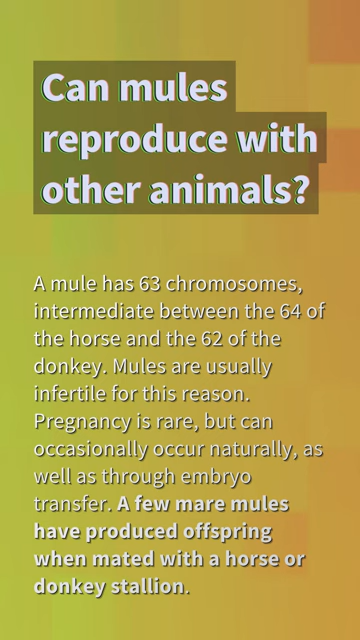 Can mules
reproduce with
other animals?
A mule has 63 chromosomes,
intermediate between the 64 of
the horse and the 62 of the
donkey. Mules are usually
infertile for this reason.
Pregnancy is rare, but can
occasionally occur naturally, as
well as through embryo
transfer. A few mare mules
have produced offspring
when mated with a horse or
donkey stallion.